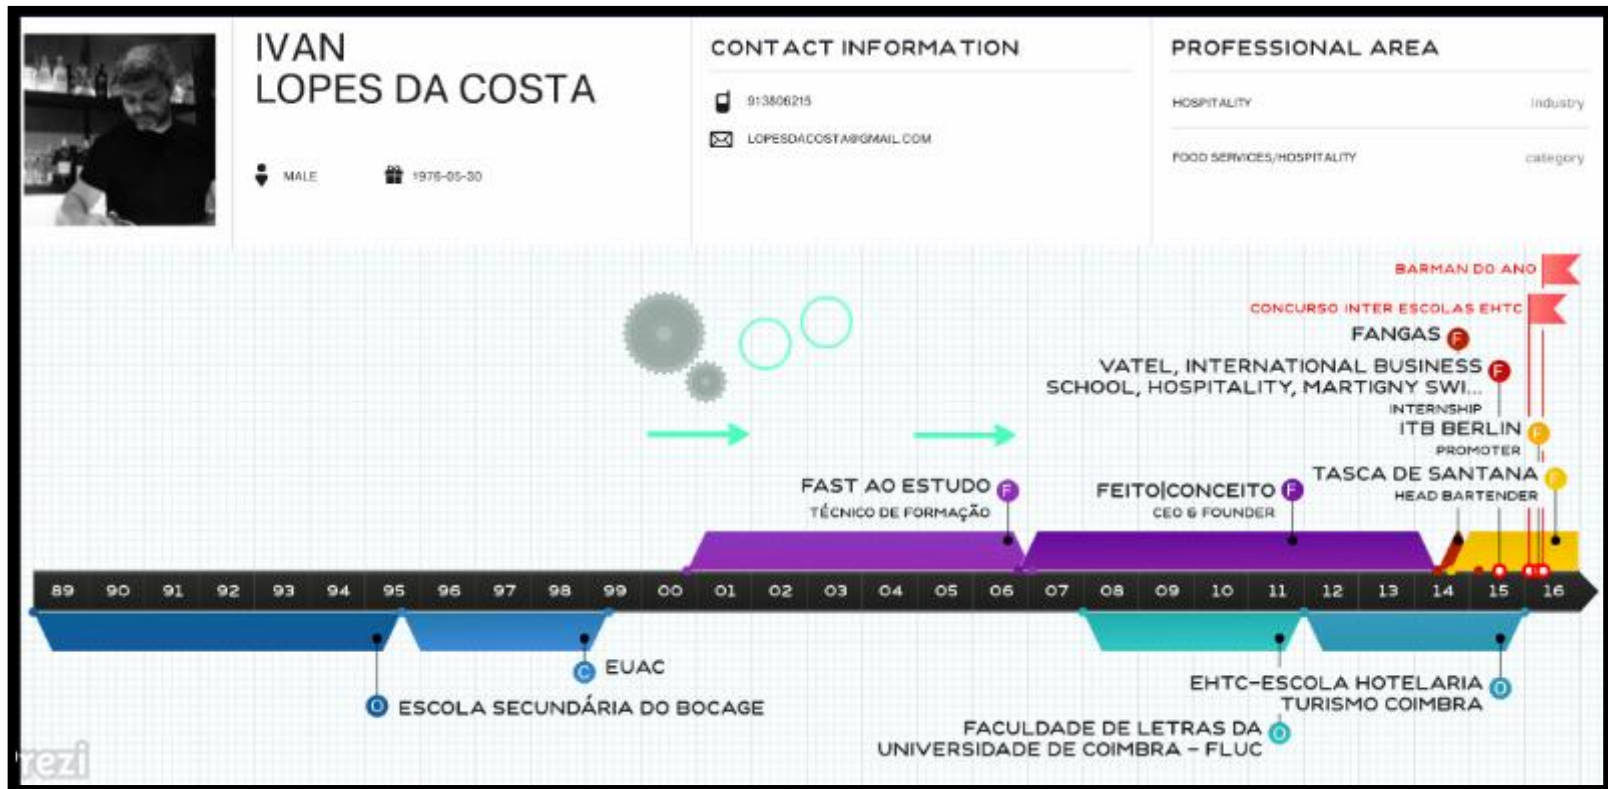 IVAN
LOPES DA COSTA
MALE
1976-05-30
CONTACT INFORMATION
913806215
LOPESDACOSTA@GMAIL.COM
PROFESSIONAL AREA
HOSPITALITY Industry
FOOD SERVICES/HOSPITALITY category
BARMAN DO ANO
CONCURSO INTER ESCOLAS EHTC
FANGAS F
VATEL, INTERNATIONAL BUSINESS F
SCHOOL, HOSPITALITY, MARTIGNY SWI...
INTERNSHIP
ITB BERLIN F
PROMOTER
TASCA DE SANTANA F
HEAD BARTENDER
FAST AO ESTUDO F
TÉCNICO DE FORMAÇÃO
FEITO|CONCEITO F
CEO & FOUNDER
89 90 91 92 93 94 95 96 97 98 99 00 01 02 03 04 05 06 07 08 09 10 11 12 13 14 15 16
C EUAC
O ESCOLA SECUNDÁRIA DO BOCAGE
EHTC-ESCOLA HOTELARIA O
TURISMO COIMBRA
FACULDADE DE LETRAS DA O
UNIVERSIDADE DE COIMBRA - FLUC
rezi